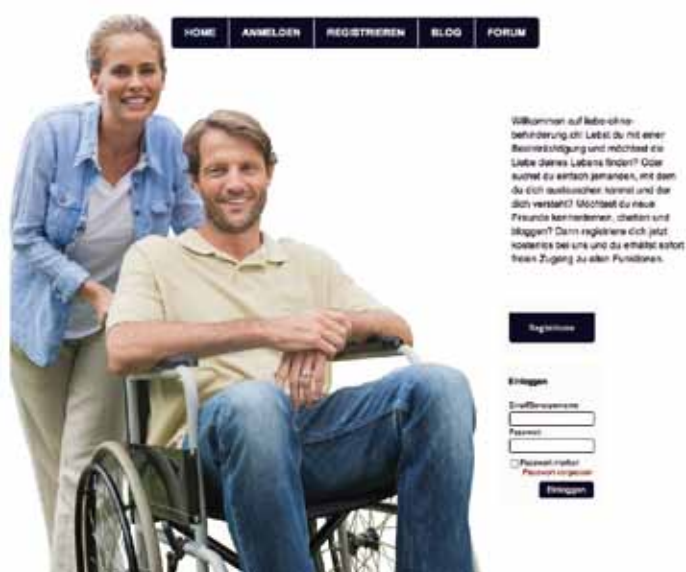 HOME ANMELDEN REGISTRIEREN BLOG FORUM
Willkommen auf liebe-ohne-
behinderung.ch! Lebst du mit einer
Beeinträchtigung und möchtest die
Liebe deines Lebens finden? Oder
suchst du einfach jemanden, mit dem
du dich austauschen kannst und der
dich versteht? Möchtest du neue
Freunde kennenlernen, chatten und
bloggen? Dann registriere dich jetzt
kostenlos bei uns und du erhältst sofort
freien Zugang zu allen Funktionen.
Registrieren
Einloggen
Email/Benutzername
Passwort
Passwort merken
Passwort vergessen
Einloggen